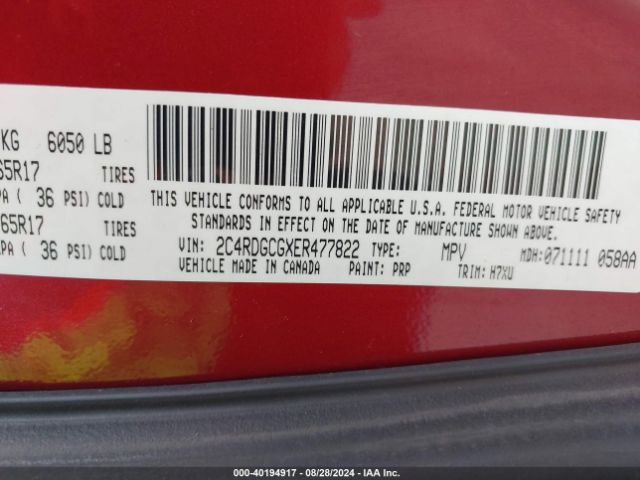 KG 6050 LB
65R17 TIRES
PA ( 36 PSI) COLD
65R17 TIRES
KPA ( 36 PSI) COLD
THIS VEHICLE CONFORMS TO ALL APPLICABLE U.S.A. FEDERAL MOTOR VEHICLE SAFETY
STANDARDS IN EFFECT ON THE DATE OF MANUFACTURE SHOWN ABOVE.
VIN: 2C4RDGCGXER477822 TYPE: MPV MDH: 071111 058AA
VEHICLE MADE IN CANADA PAINT: PRP TRIM: H7XU
000-40194917 - 08/28/2024 - IAA Inc.